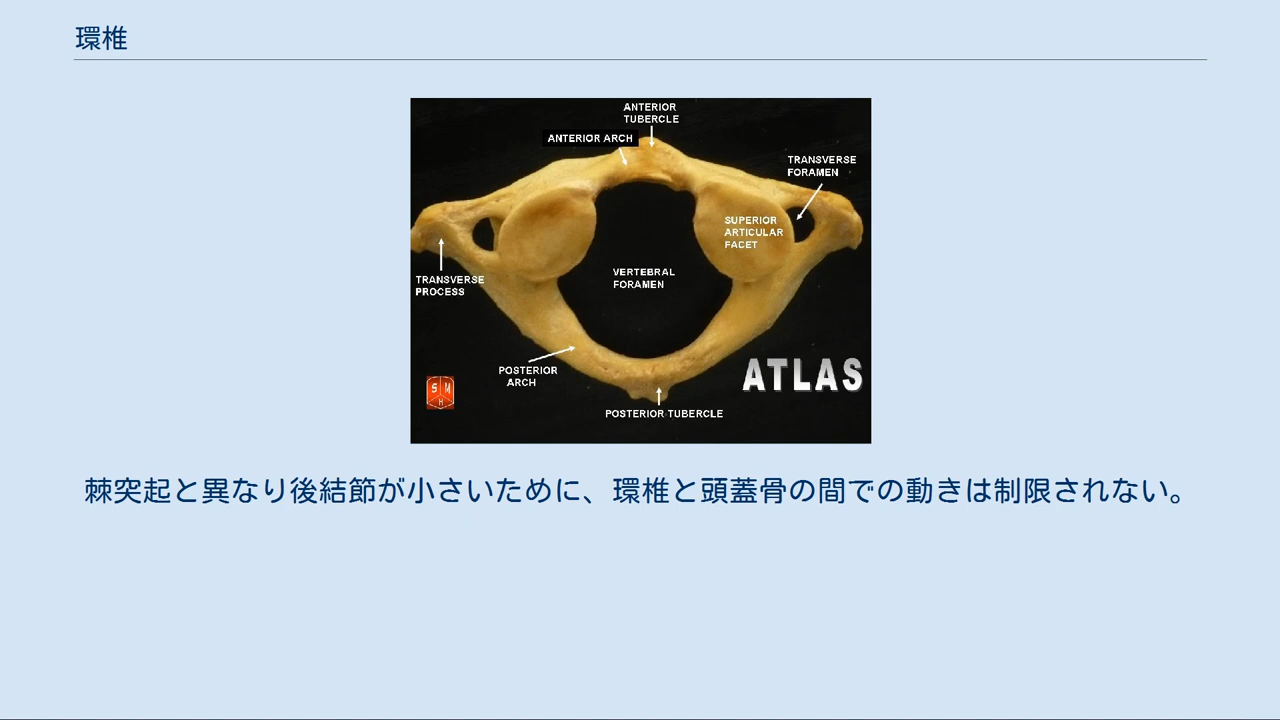 環椎
ANTERIOR
TUBERCLE
ANTERIOR ARCH
TRANSVERSE
FORAMEN
SUPERIOR
ARTICULAR
FACET
VERTEBRAL
FORAMEN
TRANSVERSE
PROCESS
POSTERIOR
ARCH
ATLAS
S M
H
POSTERIOR TUBERCLE
棘突起と異なり後結節が小さいために、環椎と頭蓋骨の間での動きは制限されない。